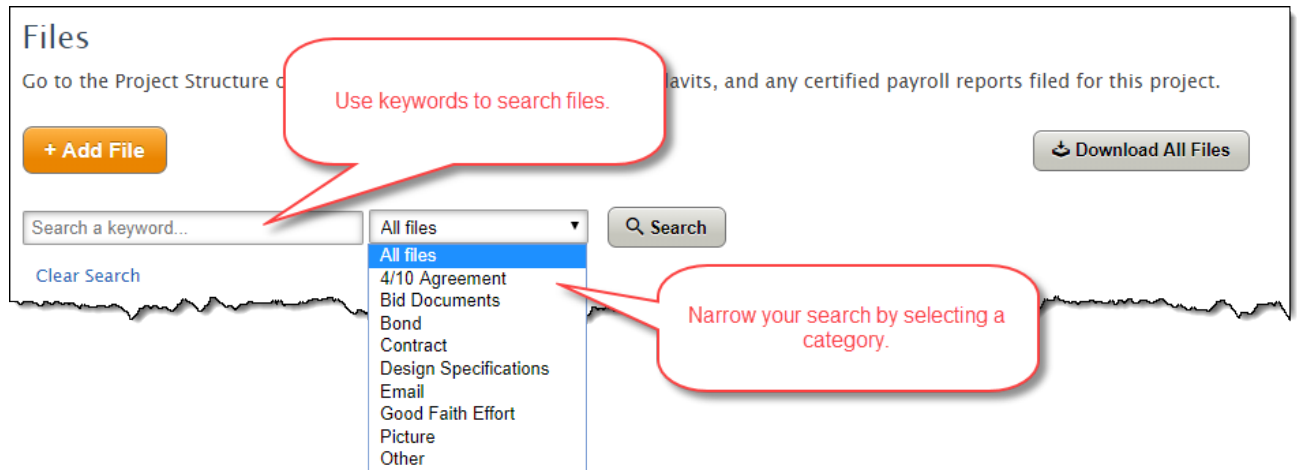 Files
Go to the Project Structure
Use keywords to search files.
and any certified payroll reports filed for this project.
+ Add File
Download All Files
Search a keyword...
All files
Search
Clear Search
All files
4/10 Agreement
Bid Documents
Bond
Contract
Design Specifications
Email
Good Faith Effort
Picture
Other
Narrow your search by selecting a
category.